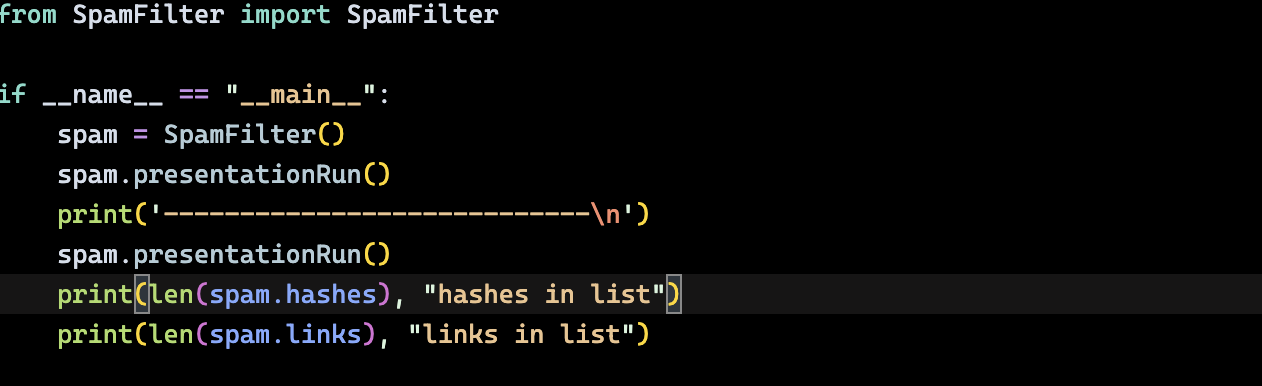 from SpamFilter import SpamFilter
if __name__ == "__main__":
spam = SpamFilter()
spam.presentationRun()
print('----------------------------\n')
spam.presentationRun()
print(len(spam.hashes), "hashes in list")
print(len(spam.links), "links in list")